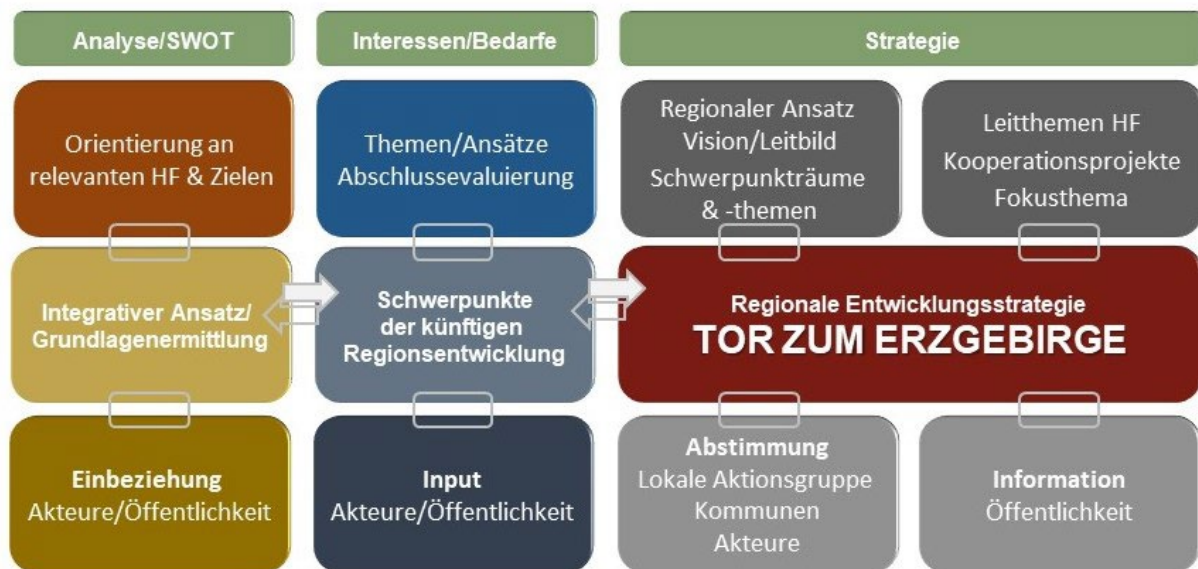 Analyse/SWOT
Interessen/Bedarfe
Strategie
Orientierung an
relevanten HF & Zielen
Themen/Ansätze
Abschlussevaluierung
Regionaler Ansatz
Vision/Leitbild
Schwerpunkträume
& -themen
Leitthemen HF
Kooperationsprojekte
Fokusthema
Integrativer Ansatz/
Grundlagenermittlung
Schwerpunkte
der künftigen
Regionsentwicklung
Regionale Entwicklungsstrategie
TOR ZUM ERZGEBIRGE
Einbeziehung
Akteure/Öffentlichkeit
Input
Akteure/Öffentlichkeit
Abstimmung
Lokale Aktionsgruppe
Kommunen
Akteure
Information
Öffentlichkeit